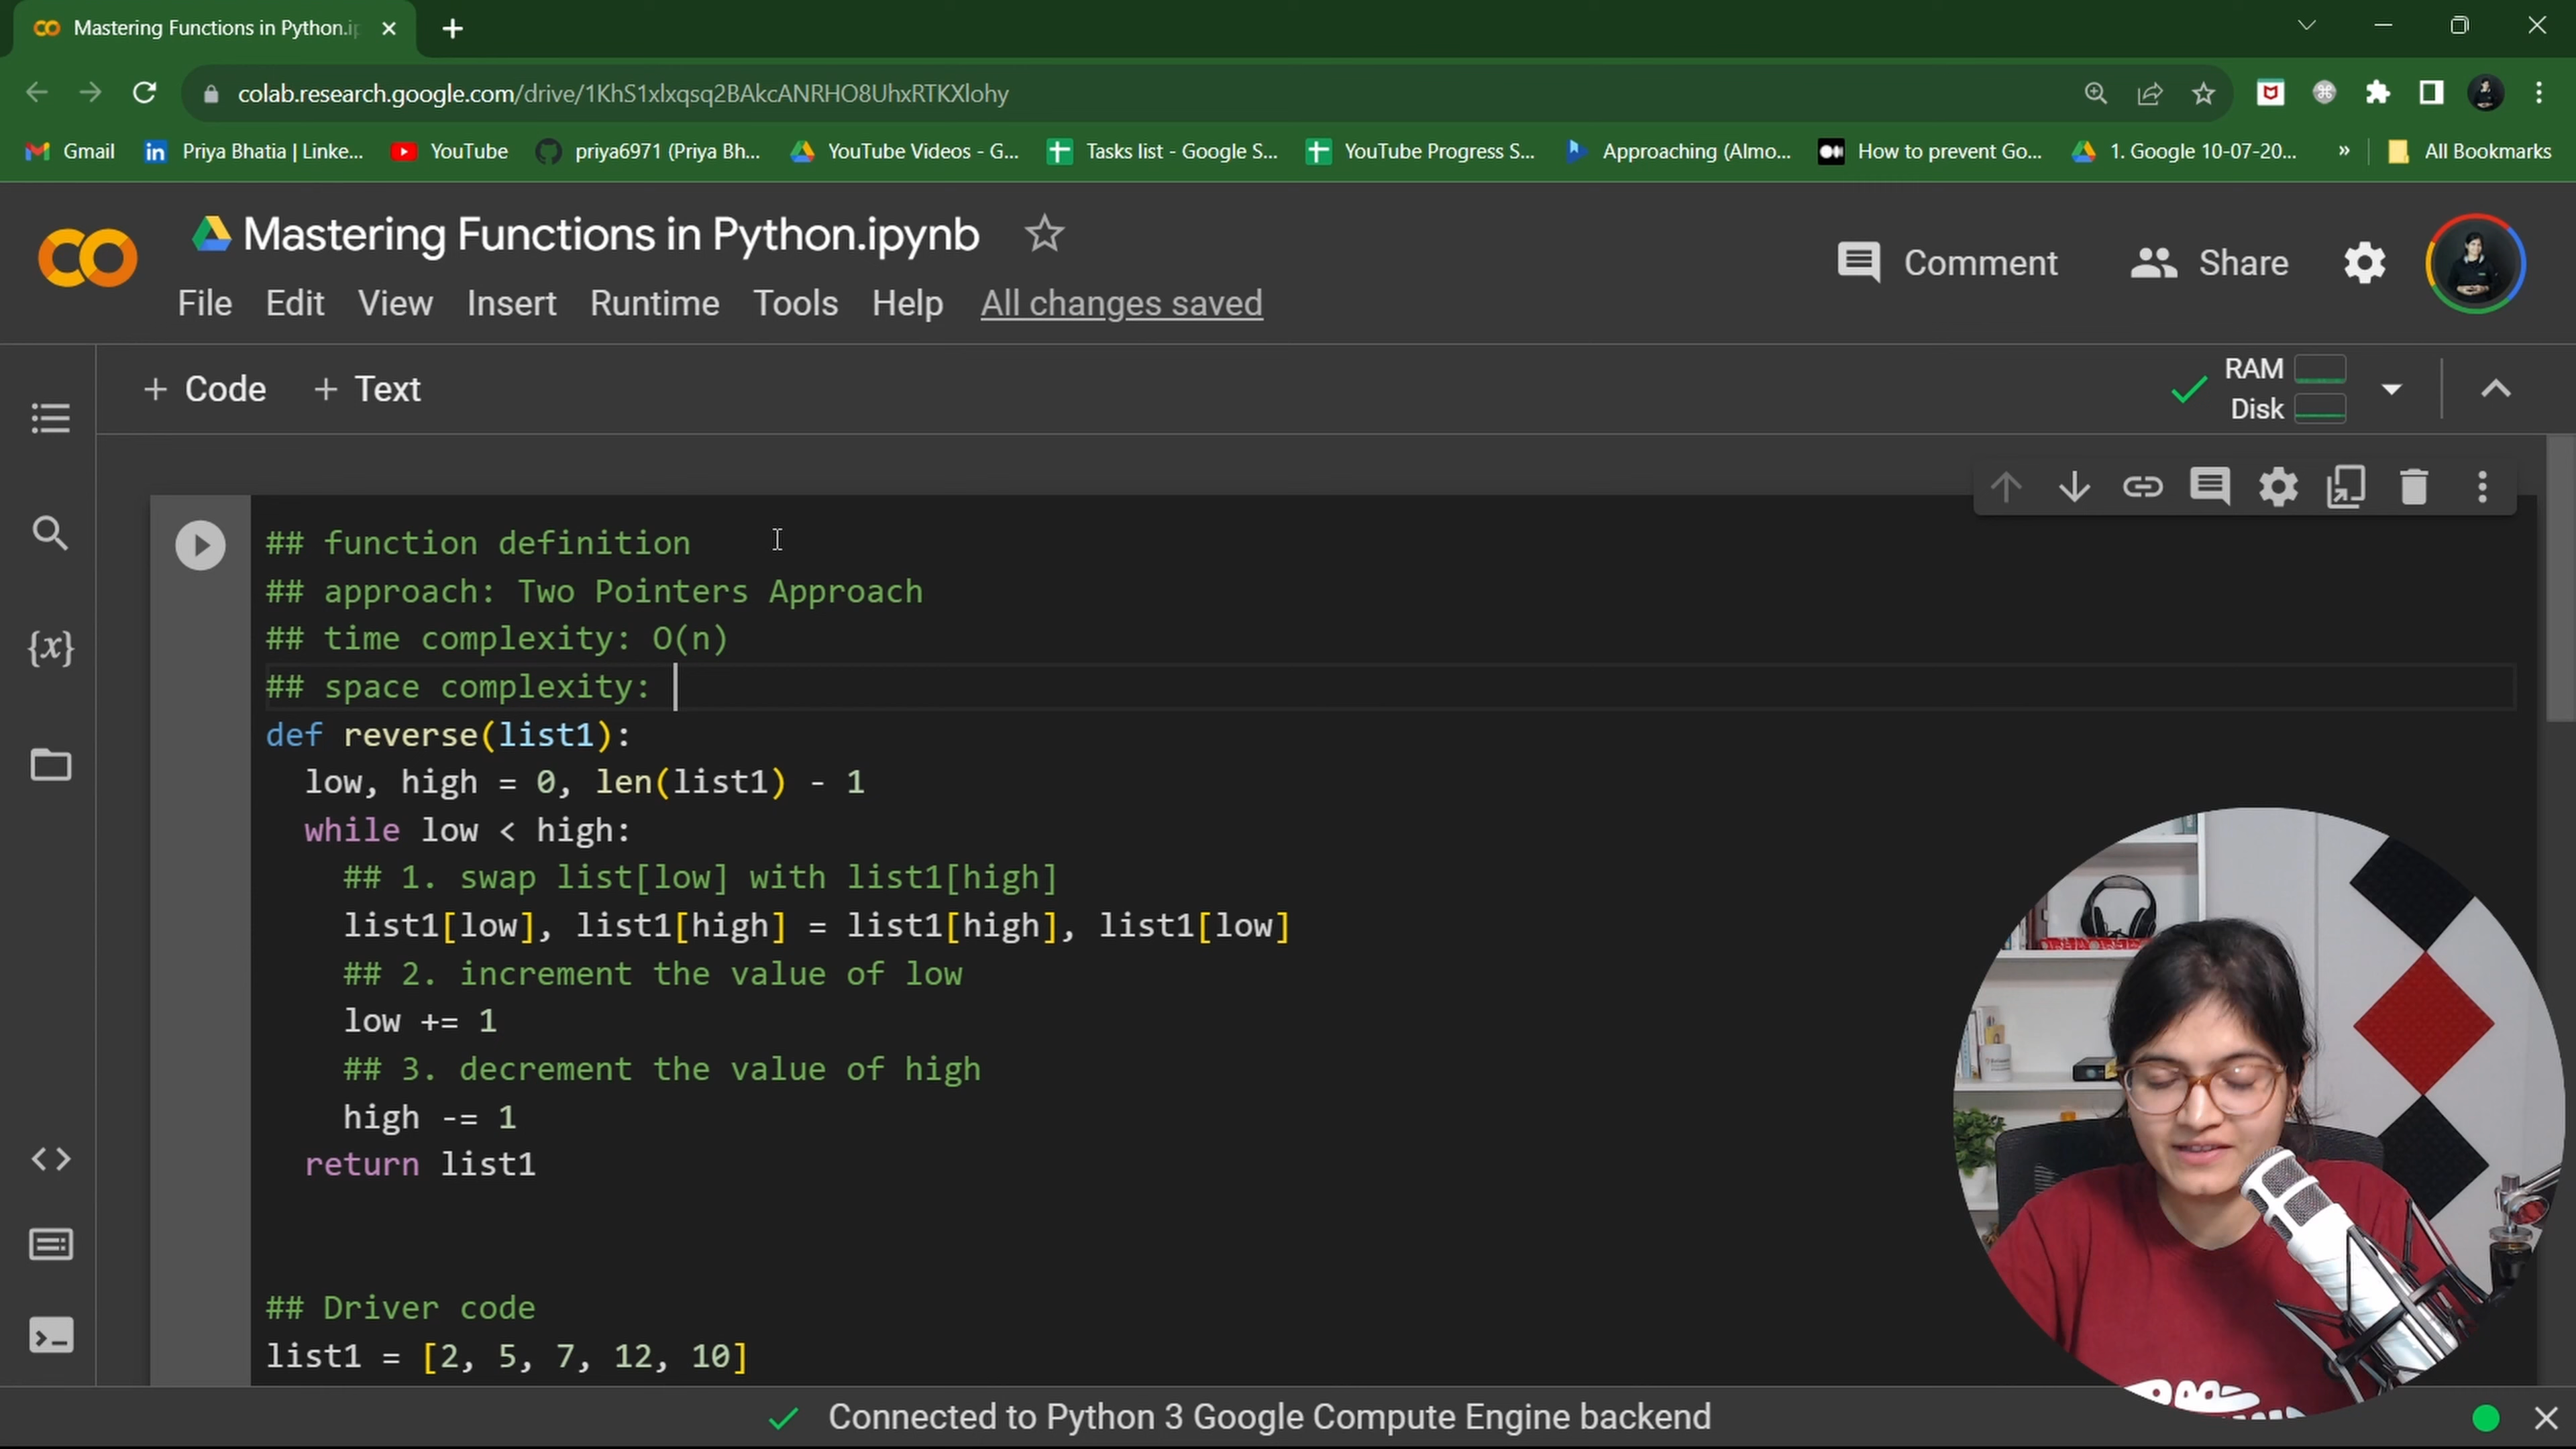 Mastering Functions in Python.ip
colab.research.google.com/drive/1KhS1xlxqsq2BAkcANRHO8UhxRTKXlohy
Gmail Priya Bhatia | Linke... YouTube priya6971 (Priya Bh... YouTube Videos - G... Tasks list - Google S... YouTube Progress S... Approaching (Almo... How to prevent Go... 1. Google 10-07-20... » All Bookmarks
Mastering Functions in Python.ipynb
Comment Share
File Edit View Insert Runtime Tools Help All changes saved
+ Code + Text
RAM
Disk
## function definition
## approach: Two Pointers Approach
## time complexity: O(n)
## space complexity:
def reverse(list1):
low, high = 0, len(list1) - 1
while low < high:
## 1. swap list[low] with list1[high]
list1[low], list1[high] = list1[high], list1[low]
## 2. increment the value of low
low += 1
## 3. decrement the value of high
high -= 1
return list1
## Driver code
list1 = [2, 5, 7, 12, 10]
Connected to Python 3 Google Compute Engine backend